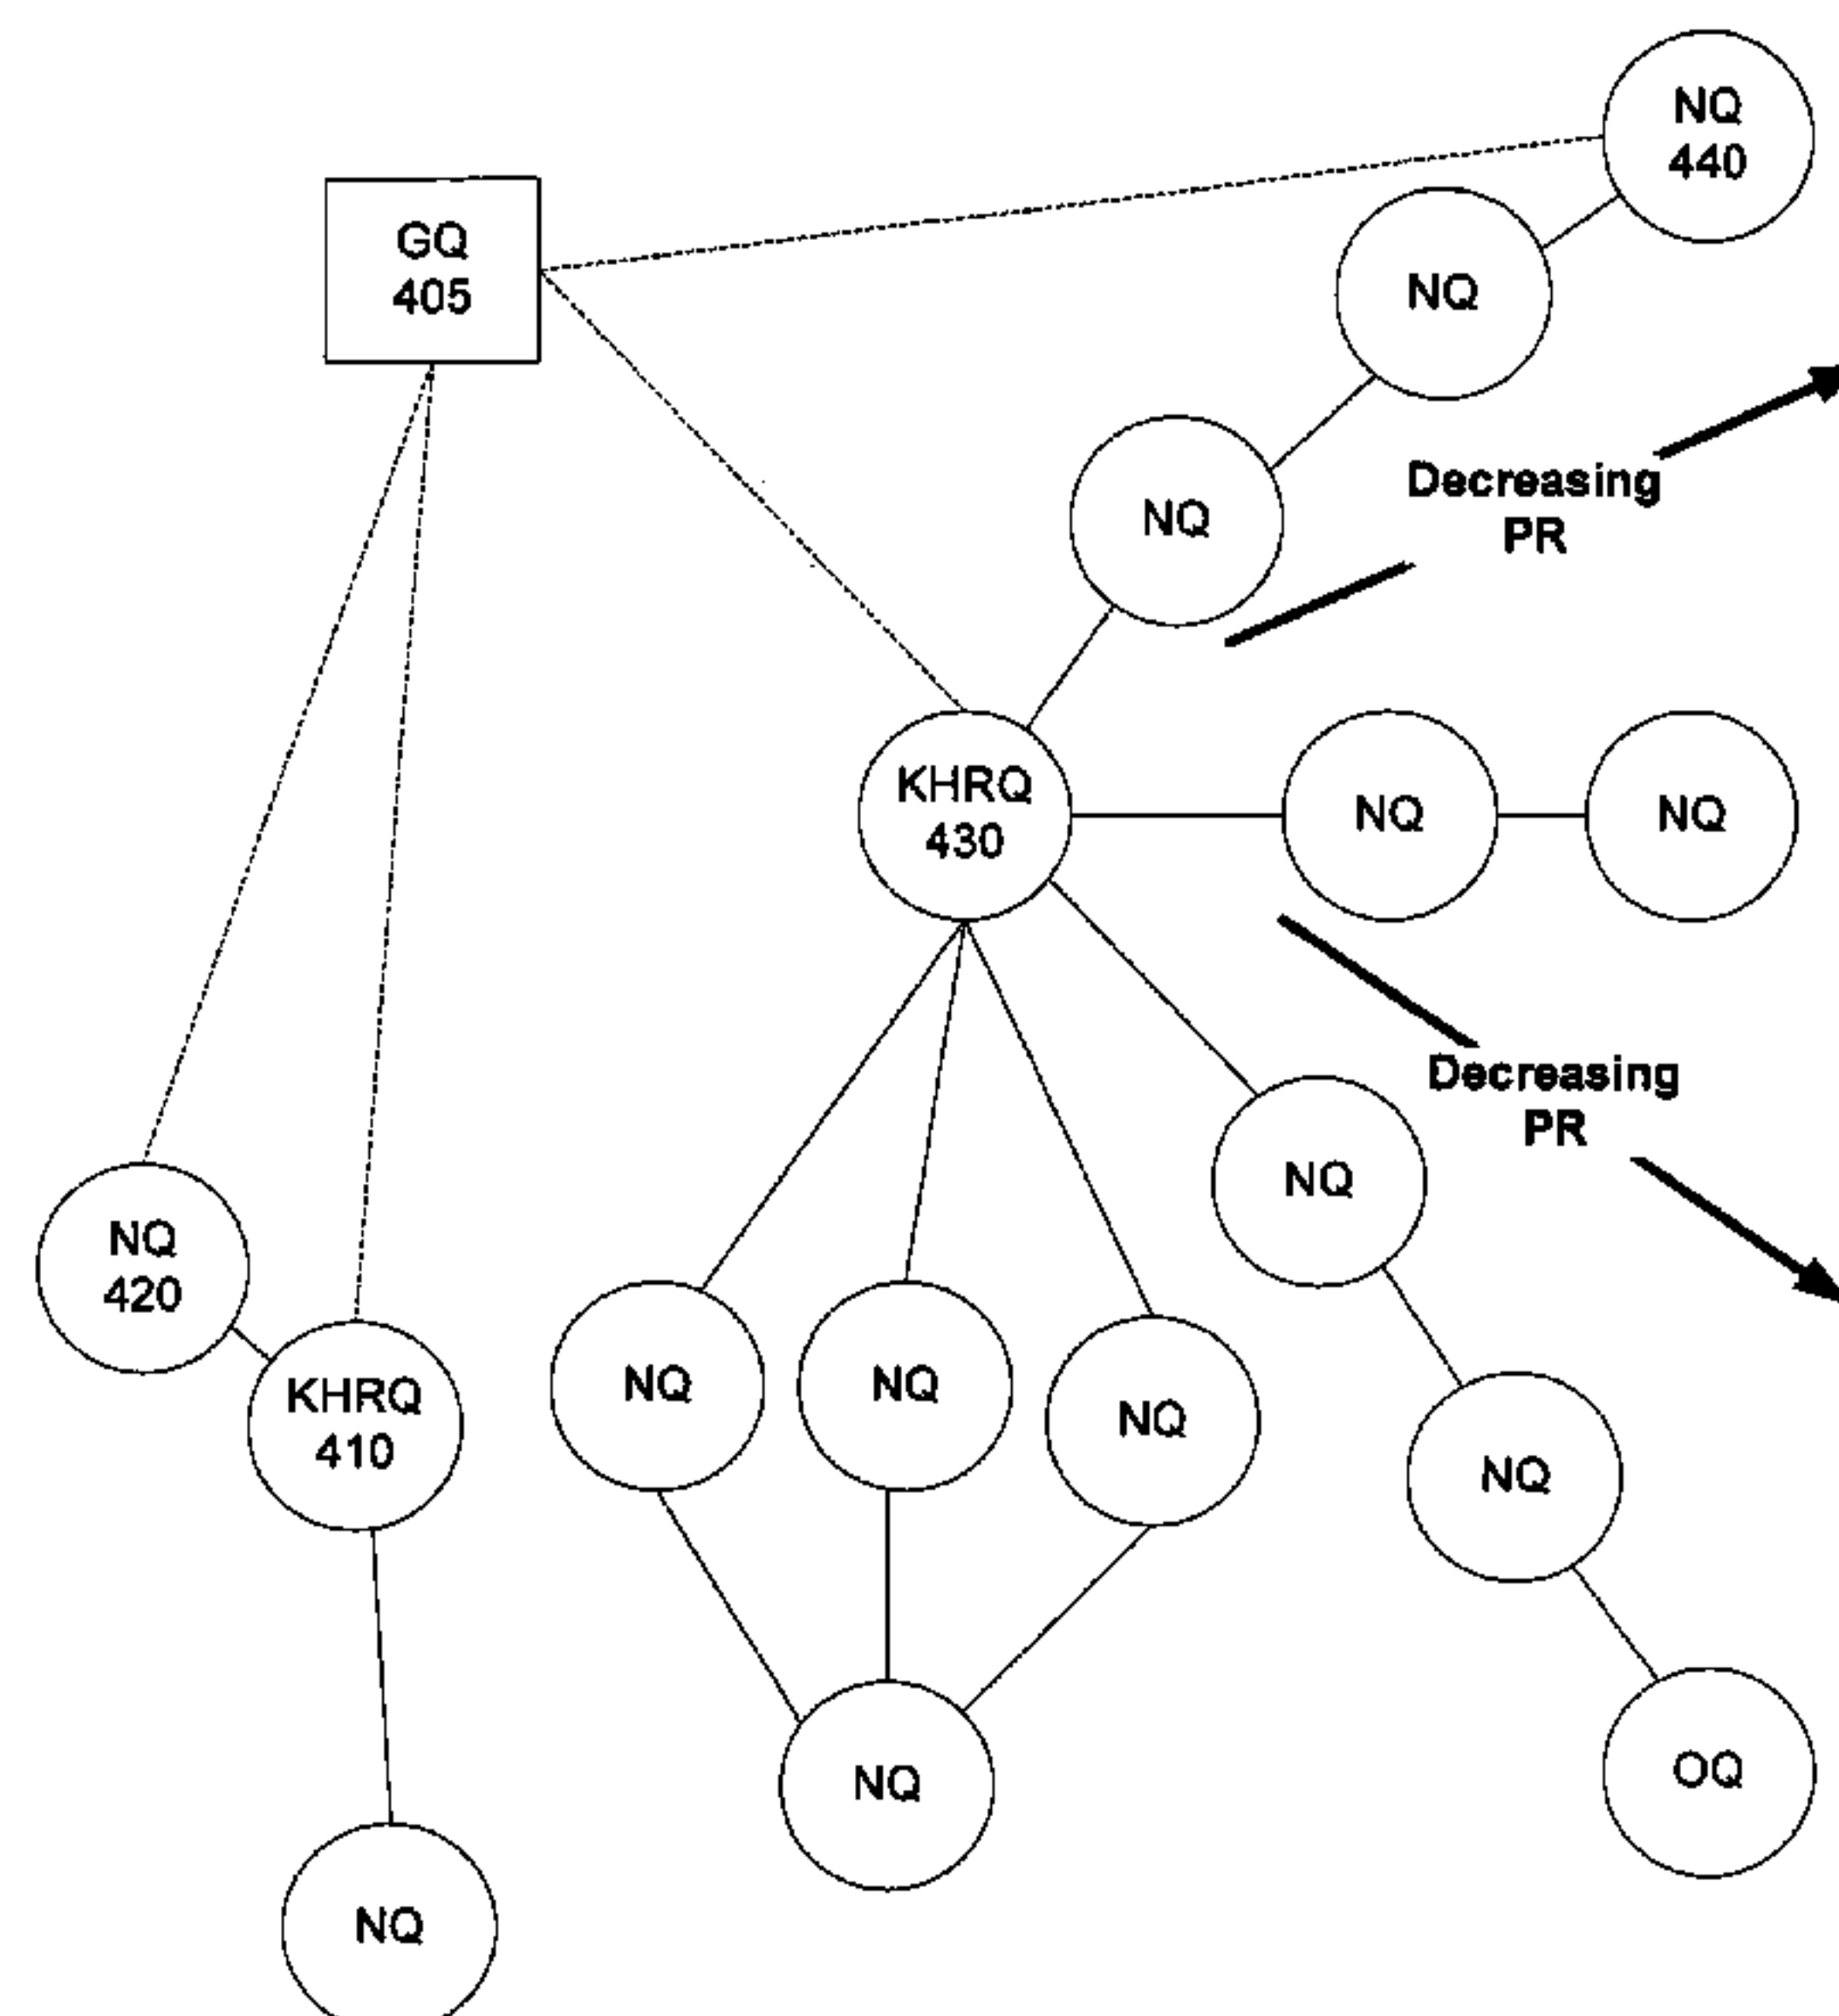 NQ
440
GQ
405
NQ
Decreasing
PR
NQ
KHRQ
430
NQ
NQ
Decreasing
PR
NQ
NQ
420
KHRQ
410
NQ
NQ
NQ
NQ
NQ
OQ
NQ